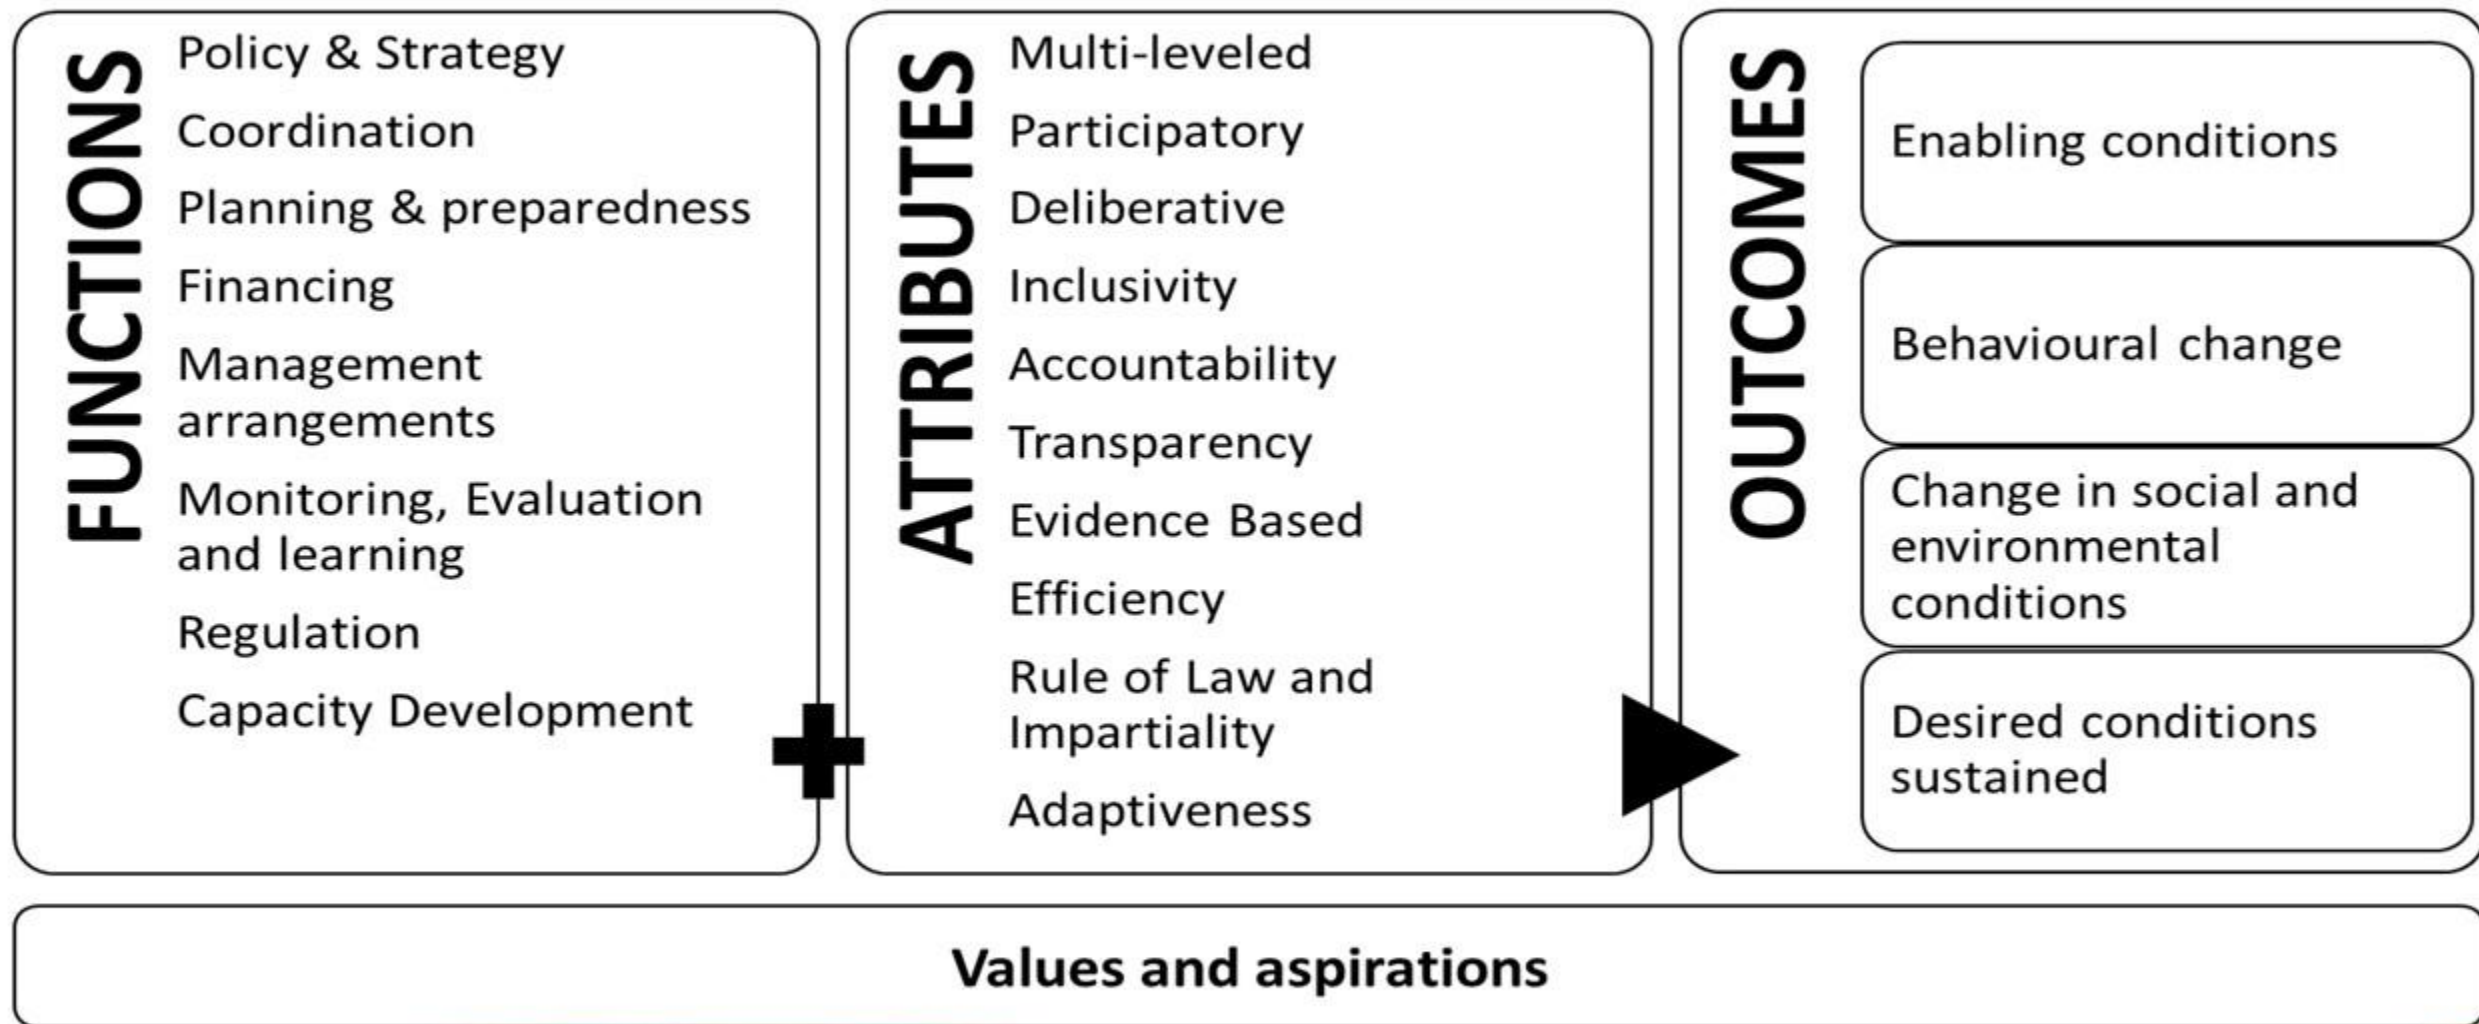 FUNCTIONS
Policy & Strategy
Coordination
Planning & preparedness
Financing
Management
arrangements
Monitoring, Evaluation
and learning
Regulation
Capacity Development
ATTRIBUTES
Multi-leveled
Participatory
Deliberative
Inclusivity
Accountability
Transparency
Evidence Based
Efficiency
Rule of Law and
Impartiality
Adaptiveness
OUTCOMES
Enabling conditions
Behavioural change
Change in social and
environmental
conditions
Desired conditions
sustained
Values and aspirations